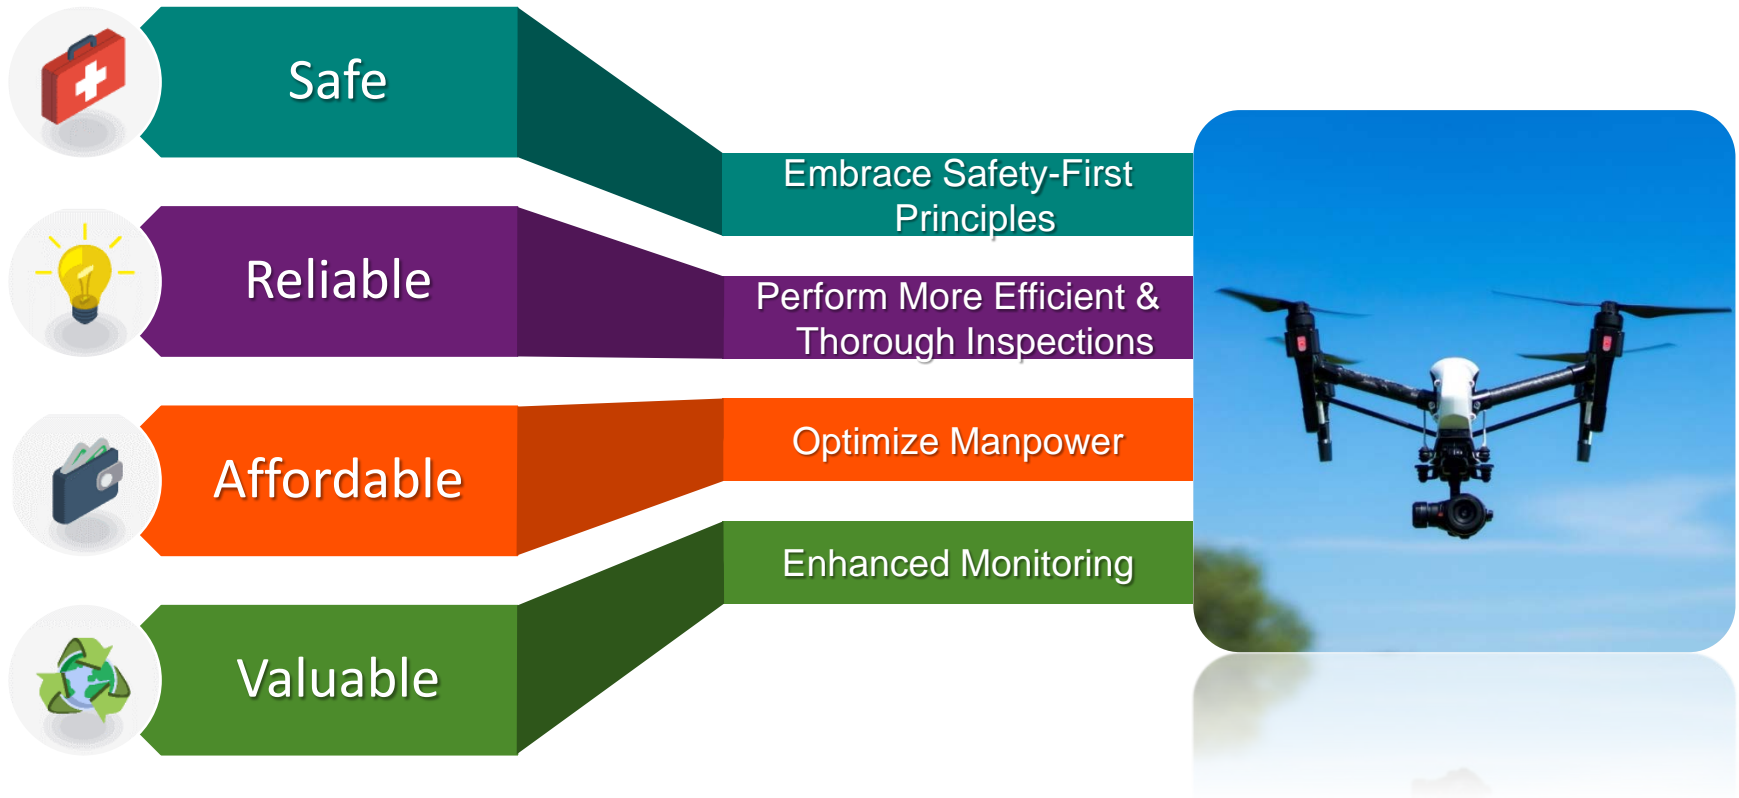 Safe
Embrace Safety-First
Principles
Reliable
Perform More Efficient &
Thorough Inspections
Affordable
Optimize Manpower
Valuable
Enhanced Monitoring